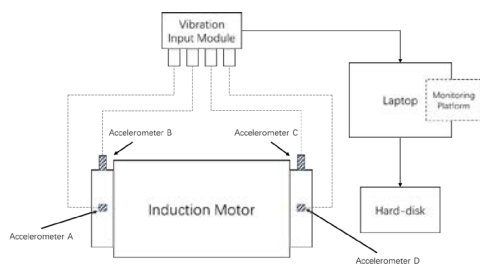 Vibration
Input Module
Accelerometer B
Accelerometer C
Laptop
Monitoring
Platform
Induction Motor
Hard-disk
Accelerometer A
Accelerometer D